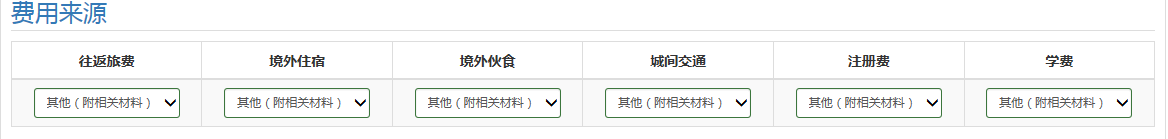 费用来源
往返旅费 境外住宿 境外伙食 城间交通 注册费 学费
其他（附相关材料） 其他（附相关材料） 其他（附相关材料） 其他（附相关材料） 其他（附相关材料） 其他（附相关材料）